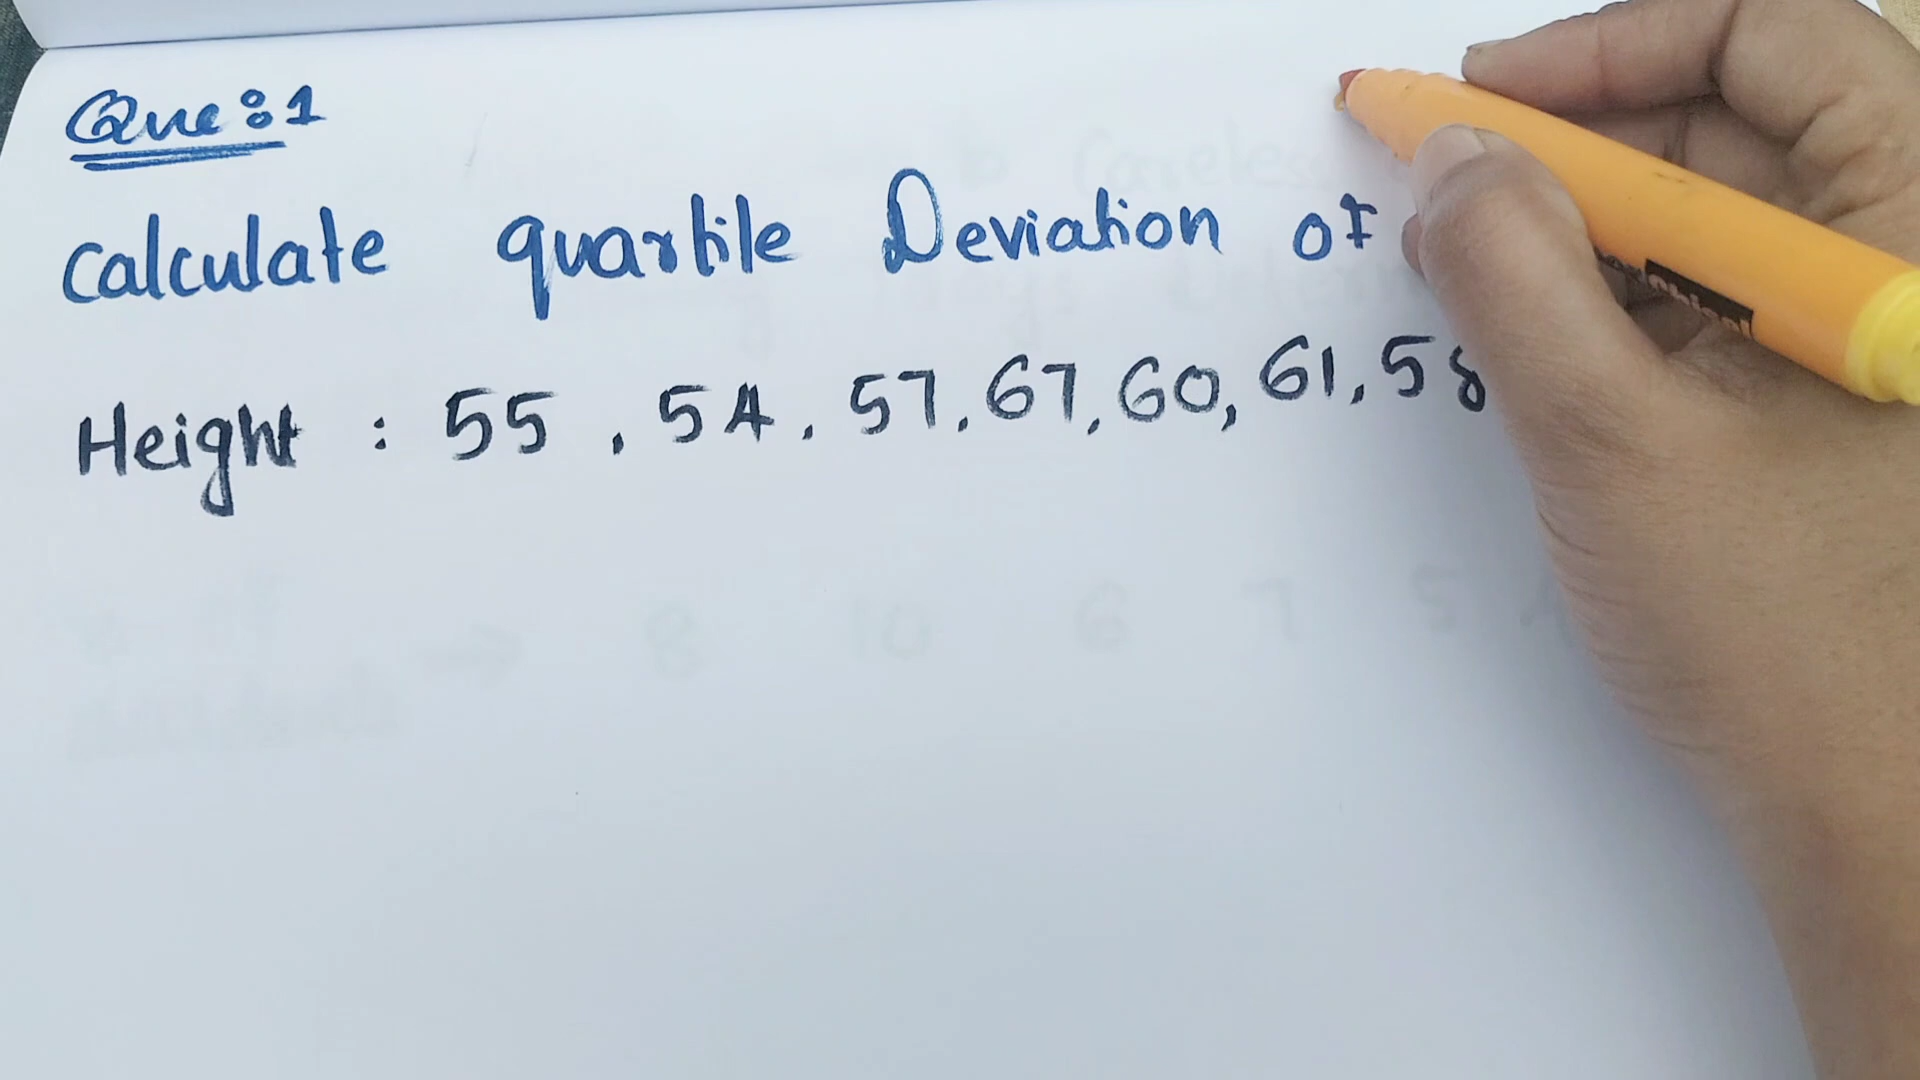 Que:1
Calculate quartile Deviation of
Height : 55, 54, 57, 67, 60, 61, 58